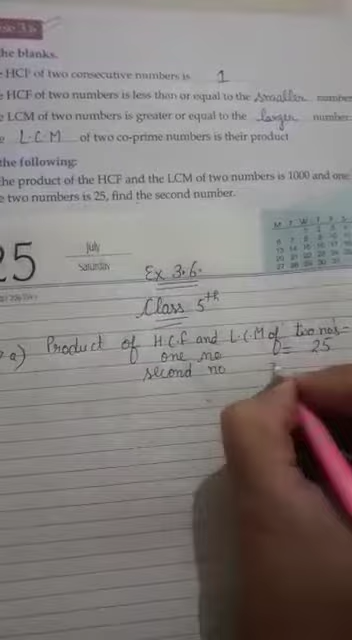 he blanks.
HCF of two consecutive numbers is 1
HCF of two numbers is less than or equal to the smaller number
LCM of two numbers is greater or equal to the larger number.
L.C.M of two co-prime numbers is their product
the following:
he product of the HCF and the LCM of two numbers is 1000 and one
two numbers is 25, find the second number.
25
July
Saturday
M T W T F S S
Ex 3.6.
Class 5th
a) Product of H.C.F and L.C.M of two no's =
one no = 25
second no